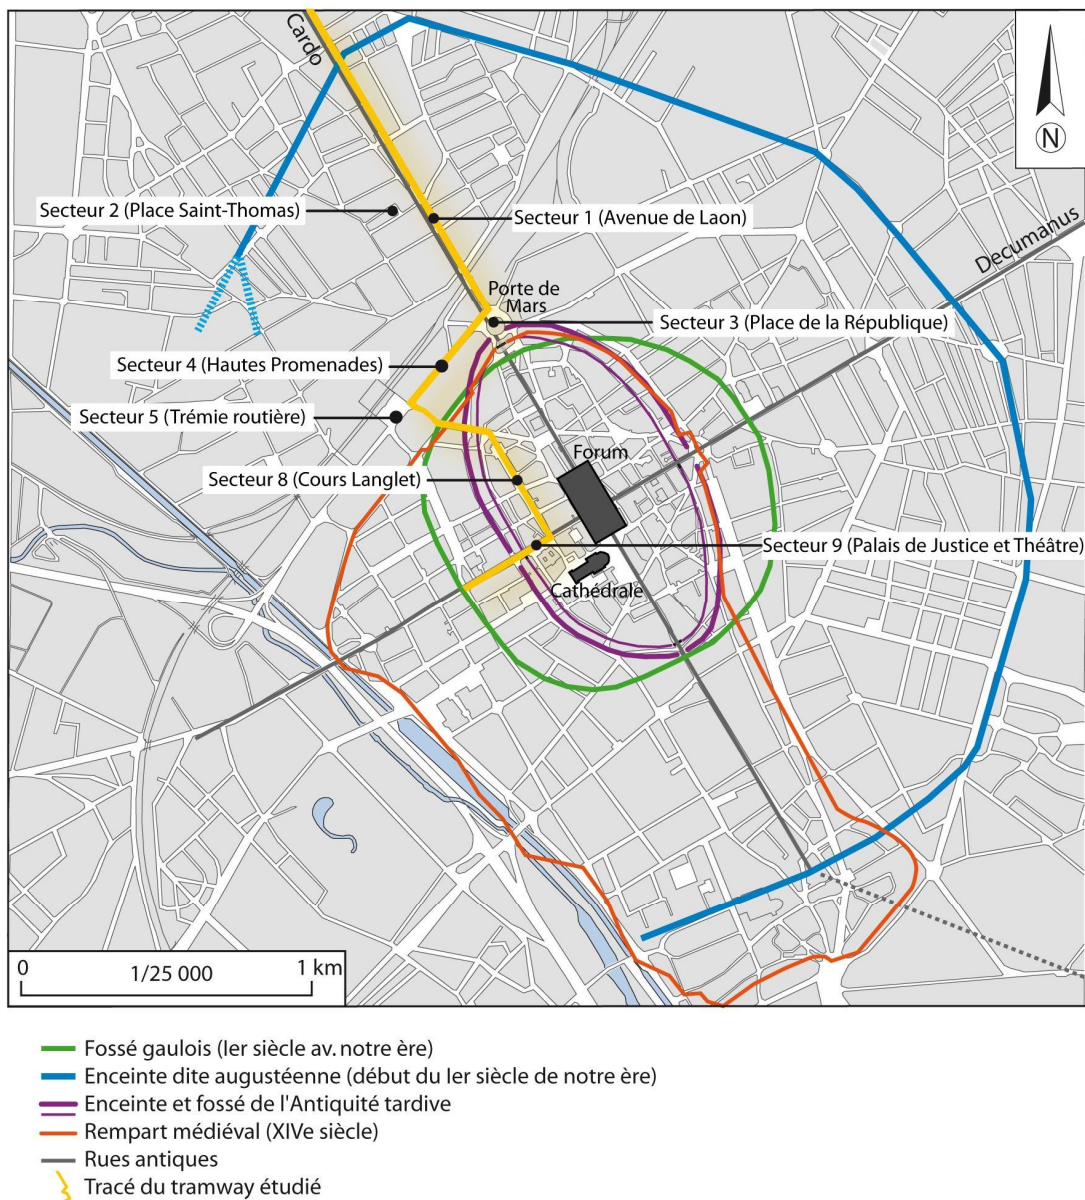 Cardo
N
Secteur 2 (Place Saint-Thomas)
Secteur 1 (Avenue de Laon)
Decumanus
Porte de
Mars
Secteur 3 (Place de la République)
Secteur 4 (Hautes Promenades)
Secteur 5 (Trémie routière)
Forum
Secteur 8 (Cours Langlet)
Secteur 9 (Palais de Justice et Théâtre)
Cathédrale
0
1/25 000
1 km
Fossé gaulois (Ier siècle av. notre ère)
Enceinte dite augustéenne (début du Ier siècle de notre ère)
Enceinte et fossé de l'Antiquité tardive
Rempart médiéval (XIVe siècle)
Rues antiques
Tracé du tramway étudié